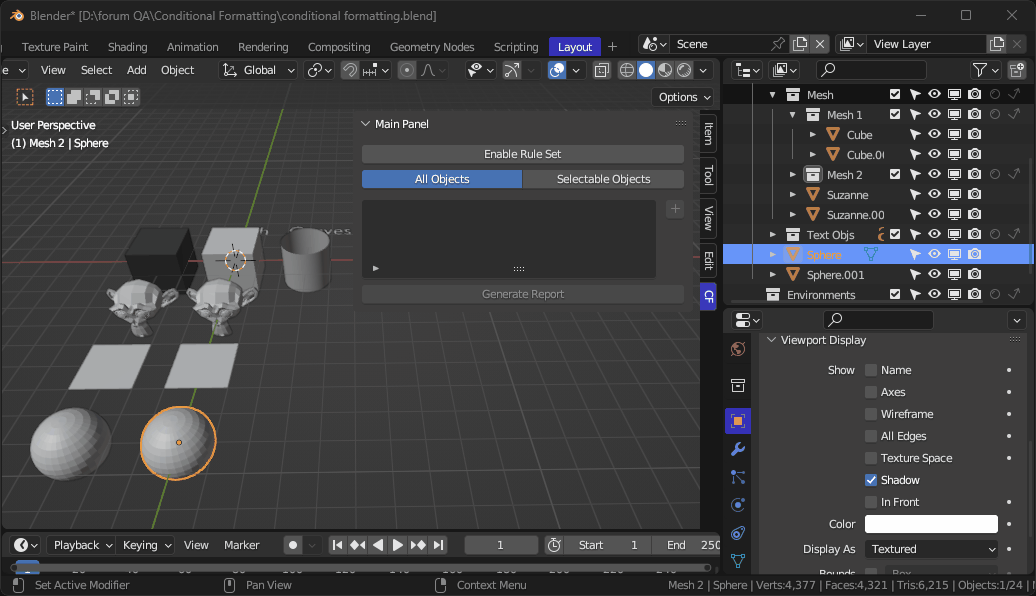 Blender* [D:\forum QA\Conditional Formatting\conditional formatting.blend]
Texture Paint Shading Animation Rendering Compositing Geometry Nodes Scripting Layout + Scene View Layer
View Select Add Object Global
Options
User Perspective
(1) Mesh 2 | Sphere
Main Panel
Enable Rule Set
All Objects Selectable Objects
Generate Report
Item
Tool
View
Edit
CF
Mesh
Mesh 1
Cube
Cube.0
Mesh 2
Suzanne
Suzanne.00
Text Objs
Sphere
Sphere.001
Environments
Viewport Display
Show Name
Axes
Wireframe
All Edges
Texture Space
Shadow
In Front
Color
Display As Textured
Bounds Box
Playback Keying View Marker 1 Start 1 End 250
Set Active Modifier Pan View Context Menu Mesh 2 | Sphere | Verts:4,377 | Faces:4,321 | Tris:6,215 | Objects:1/24 |